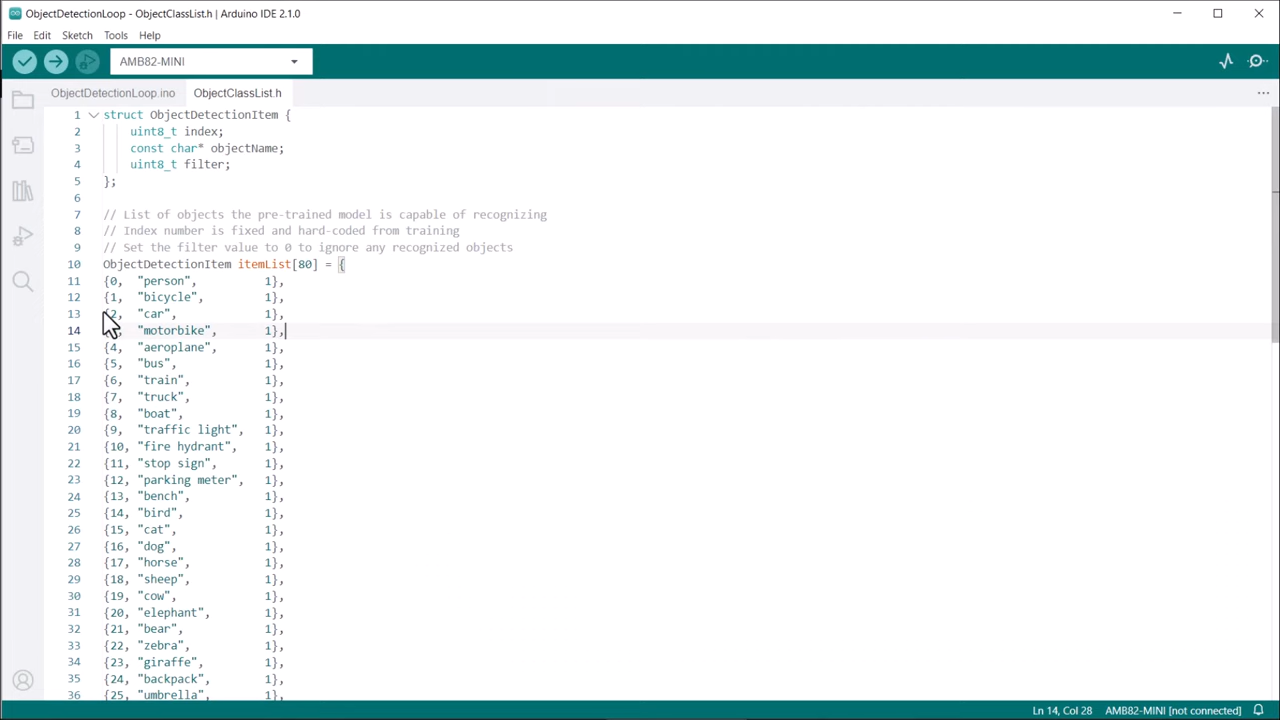 ObjectDetectionLoop - ObjectClassList.h | Arduino IDE 2.1.0
File Edit Sketch Tools Help
AMB82-MINI
ObjectDetectionLoop.ino ObjectClassList.h
1 struct ObjectDetectionItem {
2 uint8_t index;
3 const char* objectName;
4 uint8_t filter;
5 };
6
7 // List of objects the pre-trained model is capable of recognizing
8 // Index number is fixed and hard-coded from training
9 // Set the filter value to 0 to ignore any recognized objects
10 ObjectDetectionItem itemList[80] = {
11 {0, "person", 1},
12 {1, "bicycle", 1},
13 {2, "car", 1},
14 "motorbike", 1},
15 {4, "aeroplane", 1},
16 {5, "bus", 1},
17 {6, "train", 1},
18 {7, "truck", 1},
19 {8, "boat", 1},
20 {9, "traffic light", 1},
21 {10, "fire hydrant", 1},
22 {11, "stop sign", 1},
23 {12, "parking meter", 1},
24 {13, "bench", 1},
25 {14, "bird", 1},
26 {15, "cat", 1},
27 {16, "dog", 1},
28 {17, "horse", 1},
29 {18, "sheep", 1},
30 {19, "cow", 1},
31 {20, "elephant", 1},
32 {21, "bear", 1},
33 {22, "zebra", 1},
34 {23, "giraffe", 1},
35 {24, "backpack", 1},
36 {25, "umbrella", 1},
Ln 14, Col 28 AMB82-MINI [not connected]